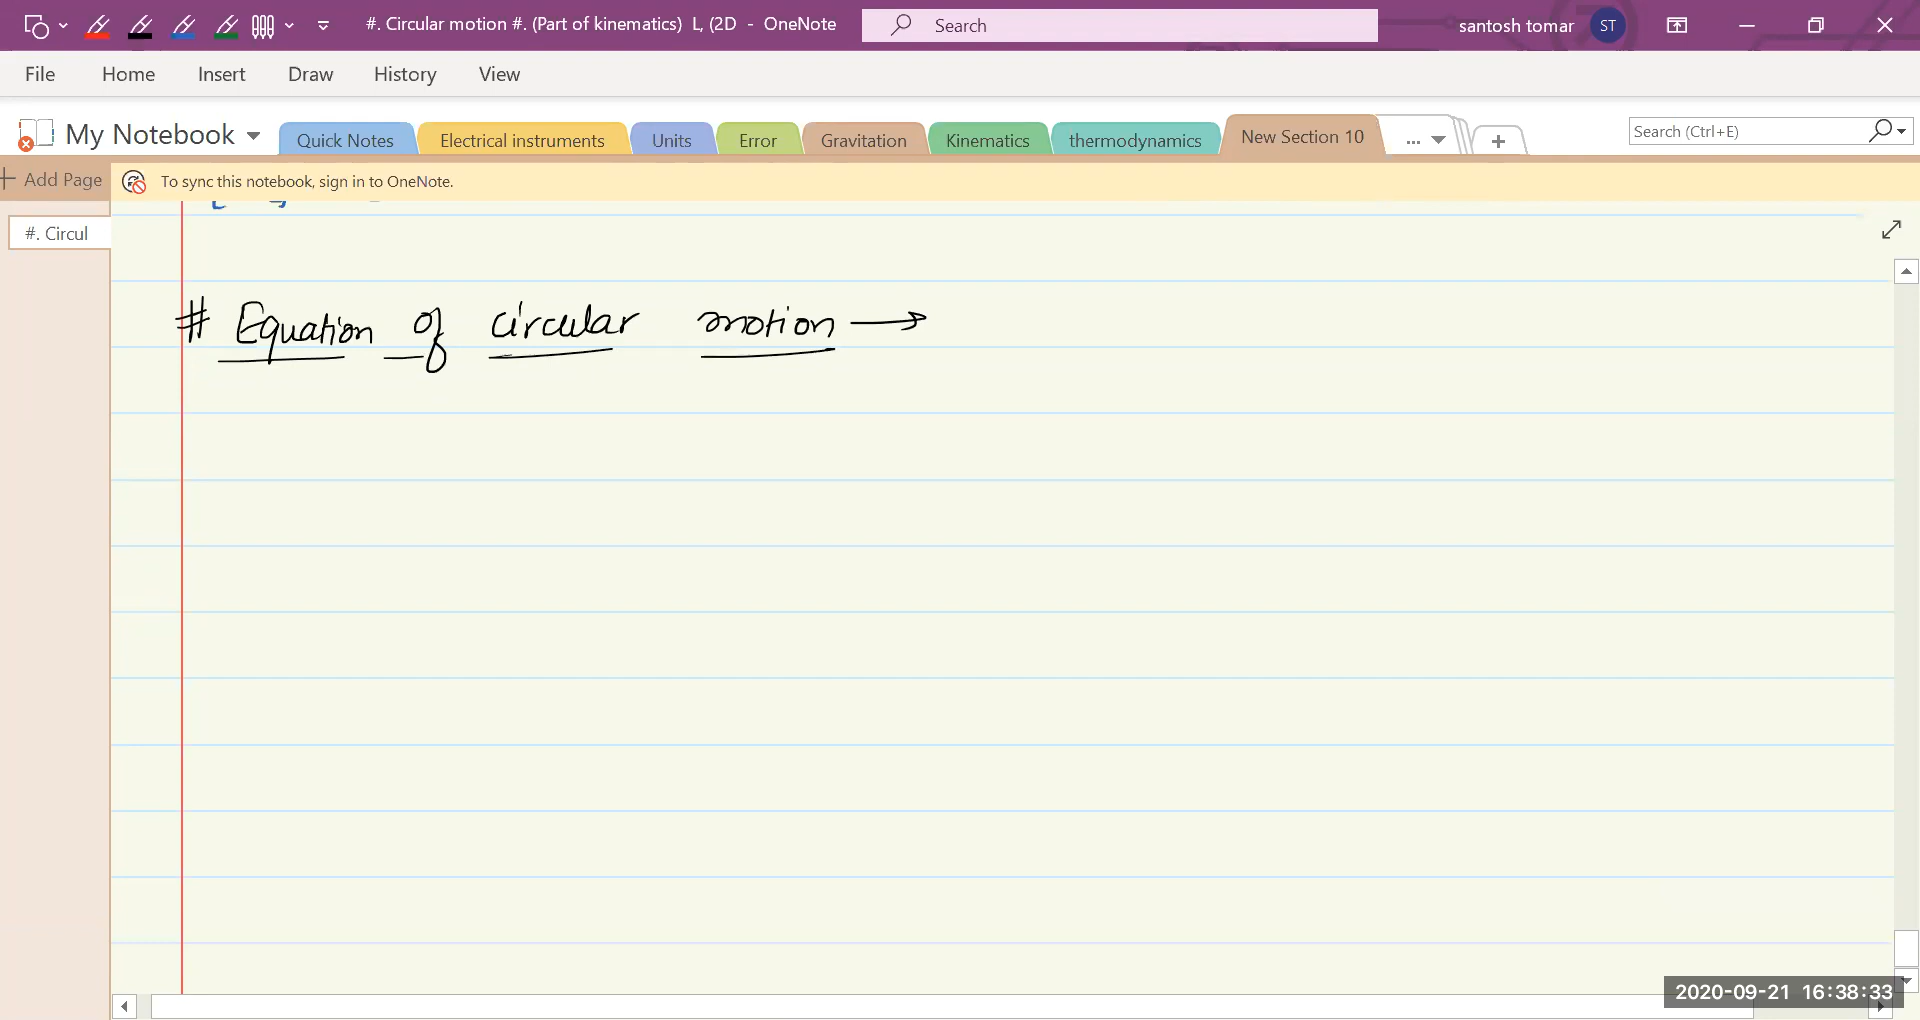 #. Circular motion #. (Part of kinematics) L, (2D - OneNote
Search
santosh tomar ST
File Home Insert Draw History View
My Notebook
Quick Notes Electrical instruments Units Error Gravitation Kinematics thermodynamics New Section 10 ... +
Search (Ctrl+E)
+ Add Page
To sync this notebook, sign in to OneNote.
#. Circul
# Equation of circular motion →
2020-09-21 16:38:33